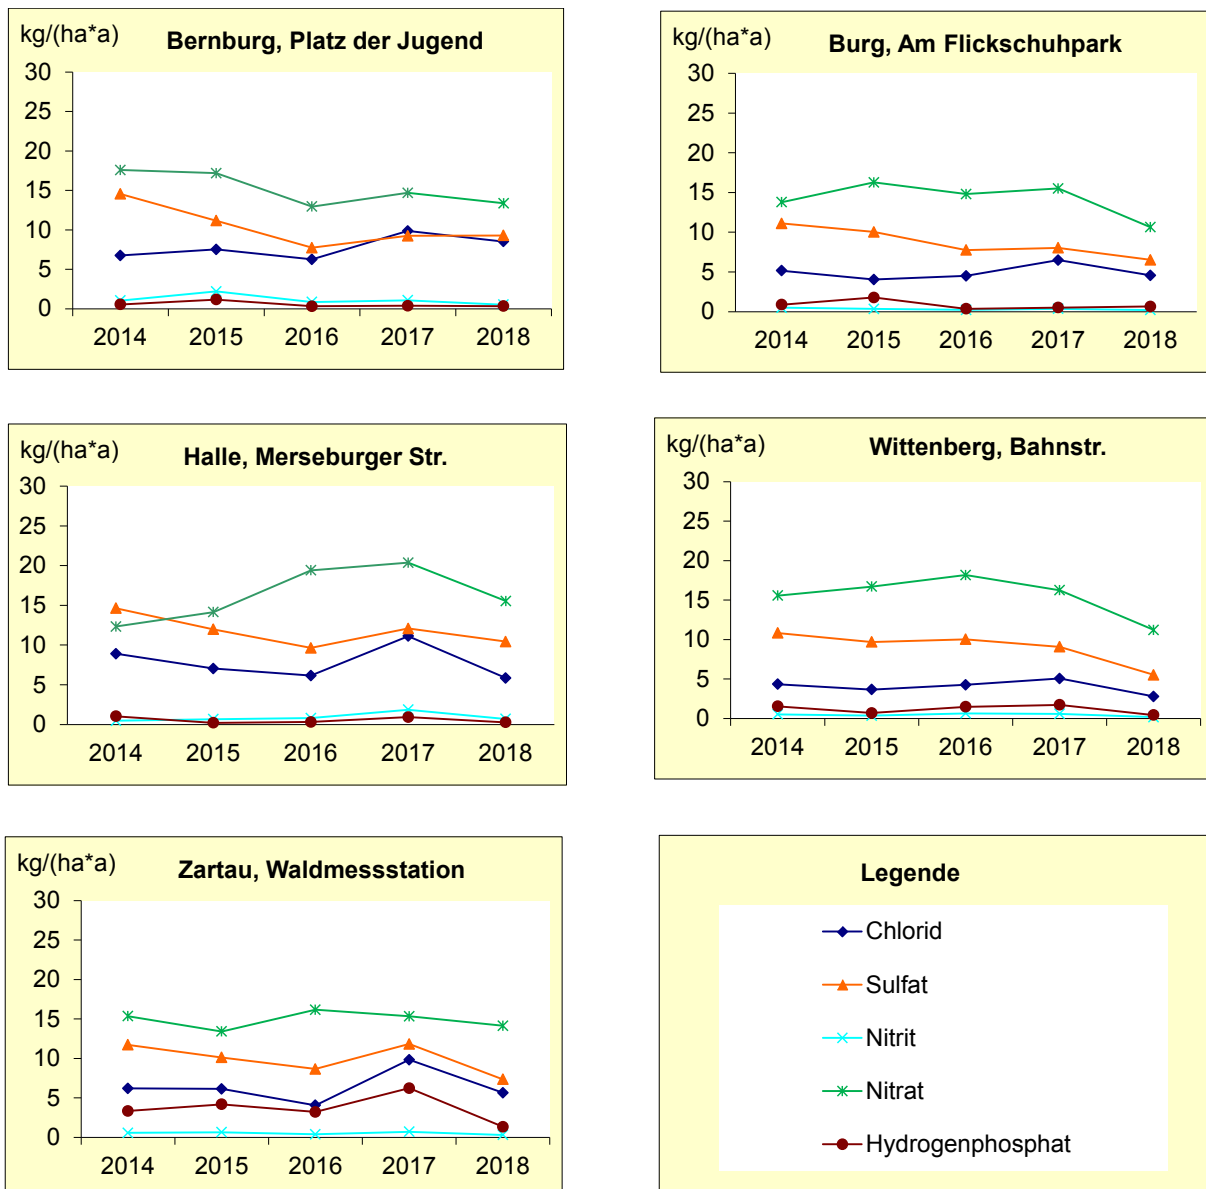 kg/(ha*a)
Bernburg, Platz der Jugend
30
25
20
15
10
5
0
2014 2015 2016 2017 2018
kg/(ha*a)
Burg, Am Flickschuhpark
30
25
20
15
10
5
0
2014 2015 2016 2017 2018
kg/(ha*a)
Halle, Merseburger Str.
30
25
20
15
10
5
0
2014 2015 2016 2017 2018
kg/(ha*a)
Wittenberg, Bahnstr.
30
25
20
15
10
5
0
2014 2015 2016 2017 2018
kg/(ha*a)
Zartau, Waldmessstation
30
25
20
15
10
5
0
2014 2015 2016 2017 2018
Legende
Chlorid
Sulfat
Nitrit
Nitrat
Hydrogenphosphat